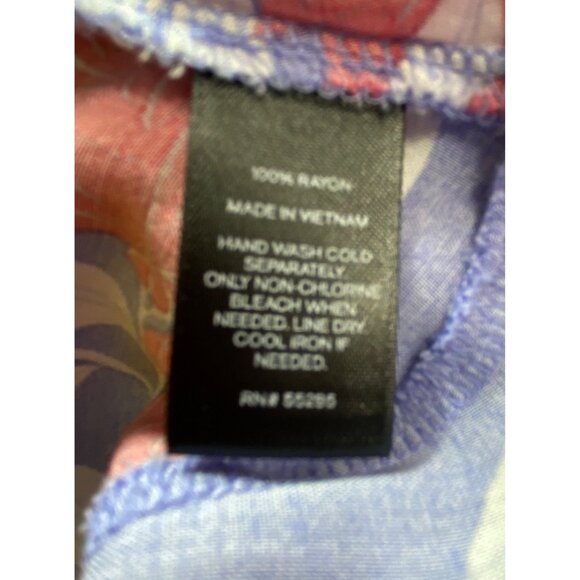 100% RAYON
MADE IN VIETNAM
HAND WASH COLD
SEPARATELY
ONLY NON-CHLORINE
BLEACH WHEN
NEEDED. LINE DRY.
COOL IRON IF
NEEDED.
RN# 55285